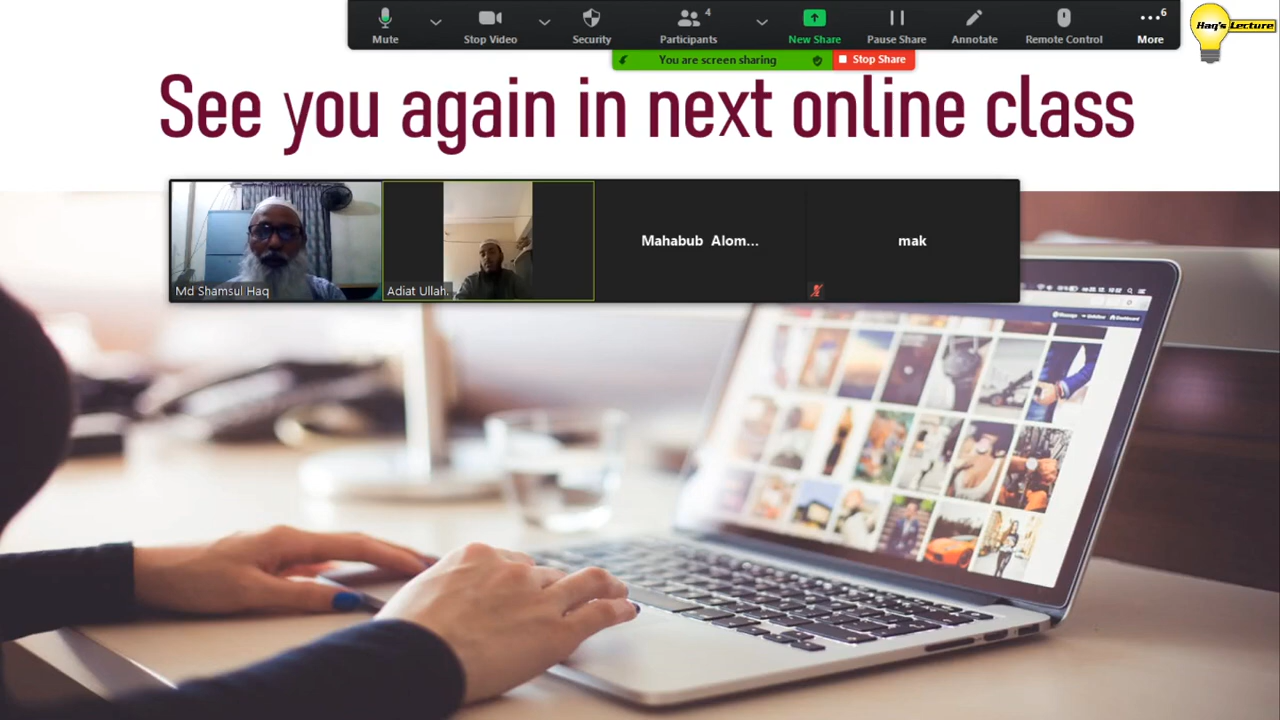 Mute
Stop Video
Security
Participants
4
New Share
Pause Share
Annotate
Remote Control
More
6
Haq's Lecture
You are screen sharing
Stop Share
See you again in next online class
Md Shamsul Haq
Adiat Ullah.
Mahabub Alom...
mak